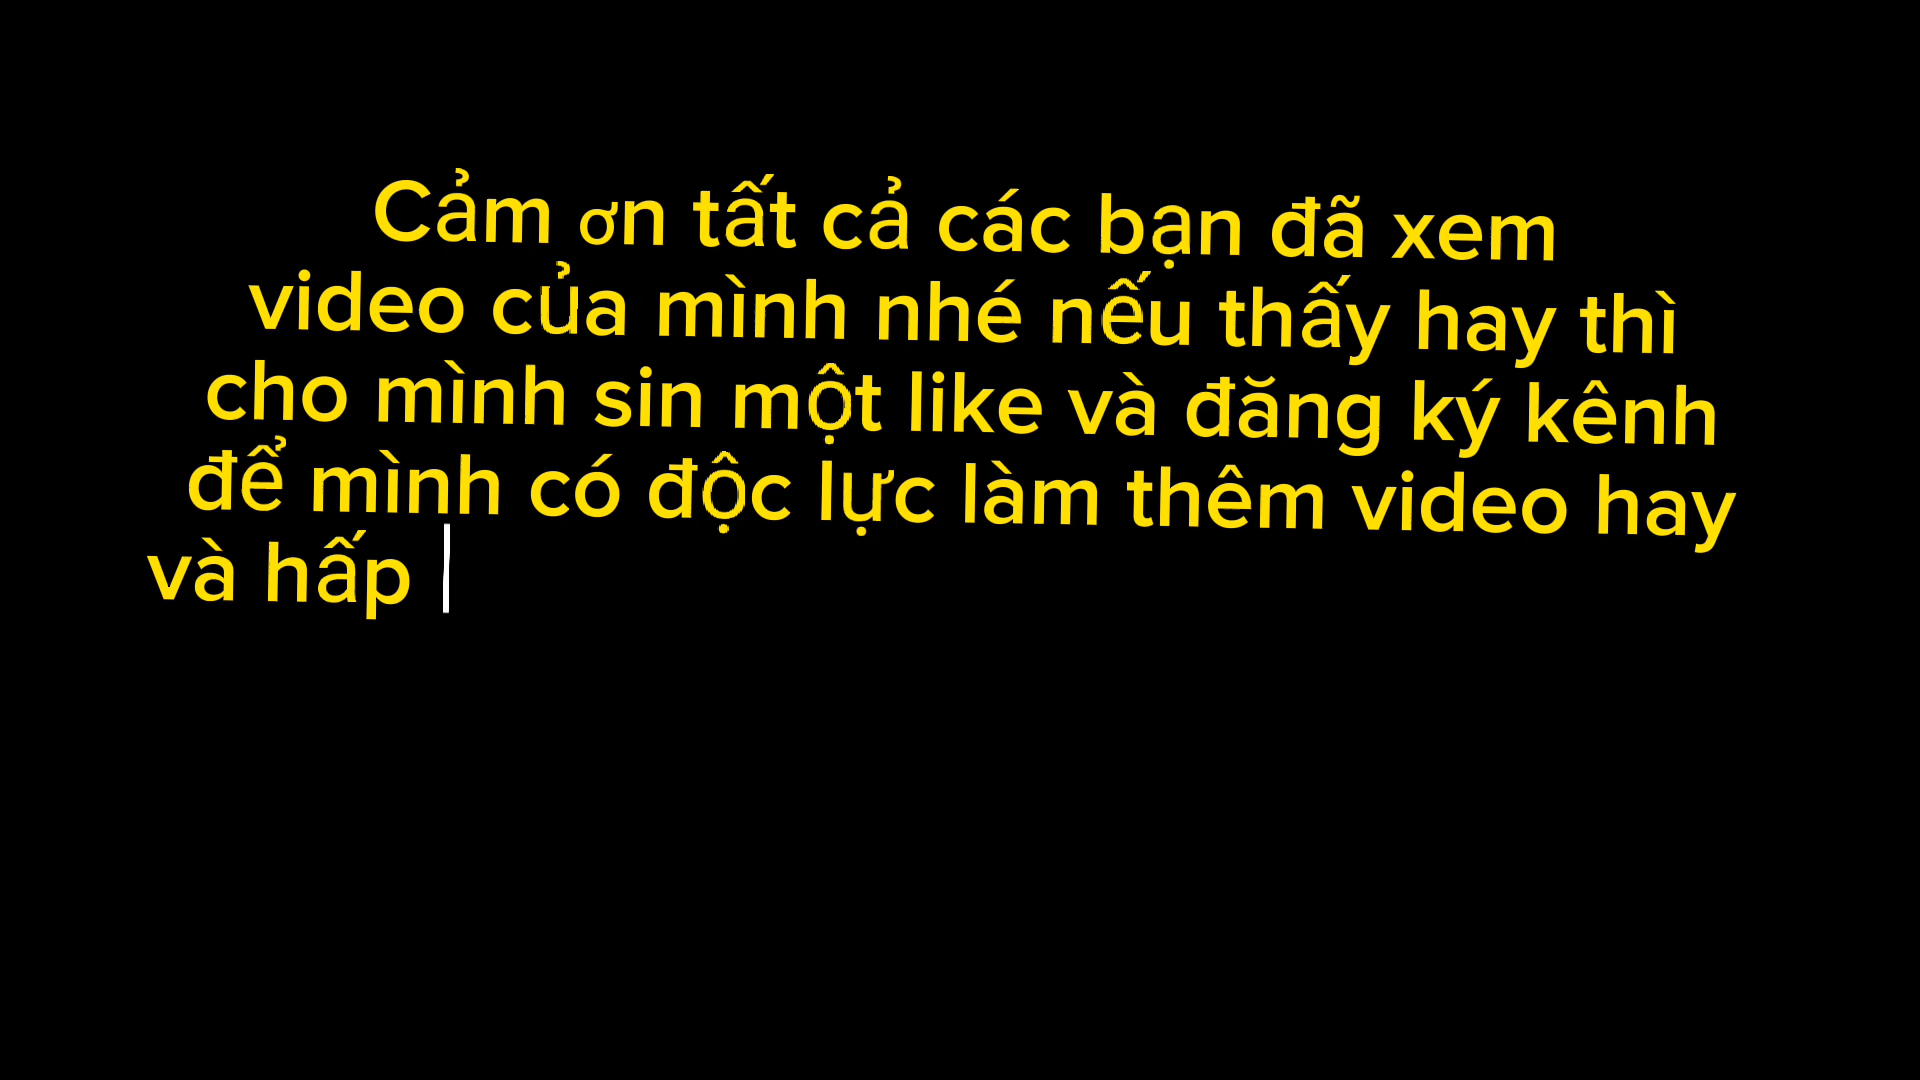 Cảm ơn tất cả các bạn đã xem
video của mình nhé nếu thấy hay thì
cho mình sin một like và đăng ký kênh
để mình có độc lực làm thêm video hay
và hấp